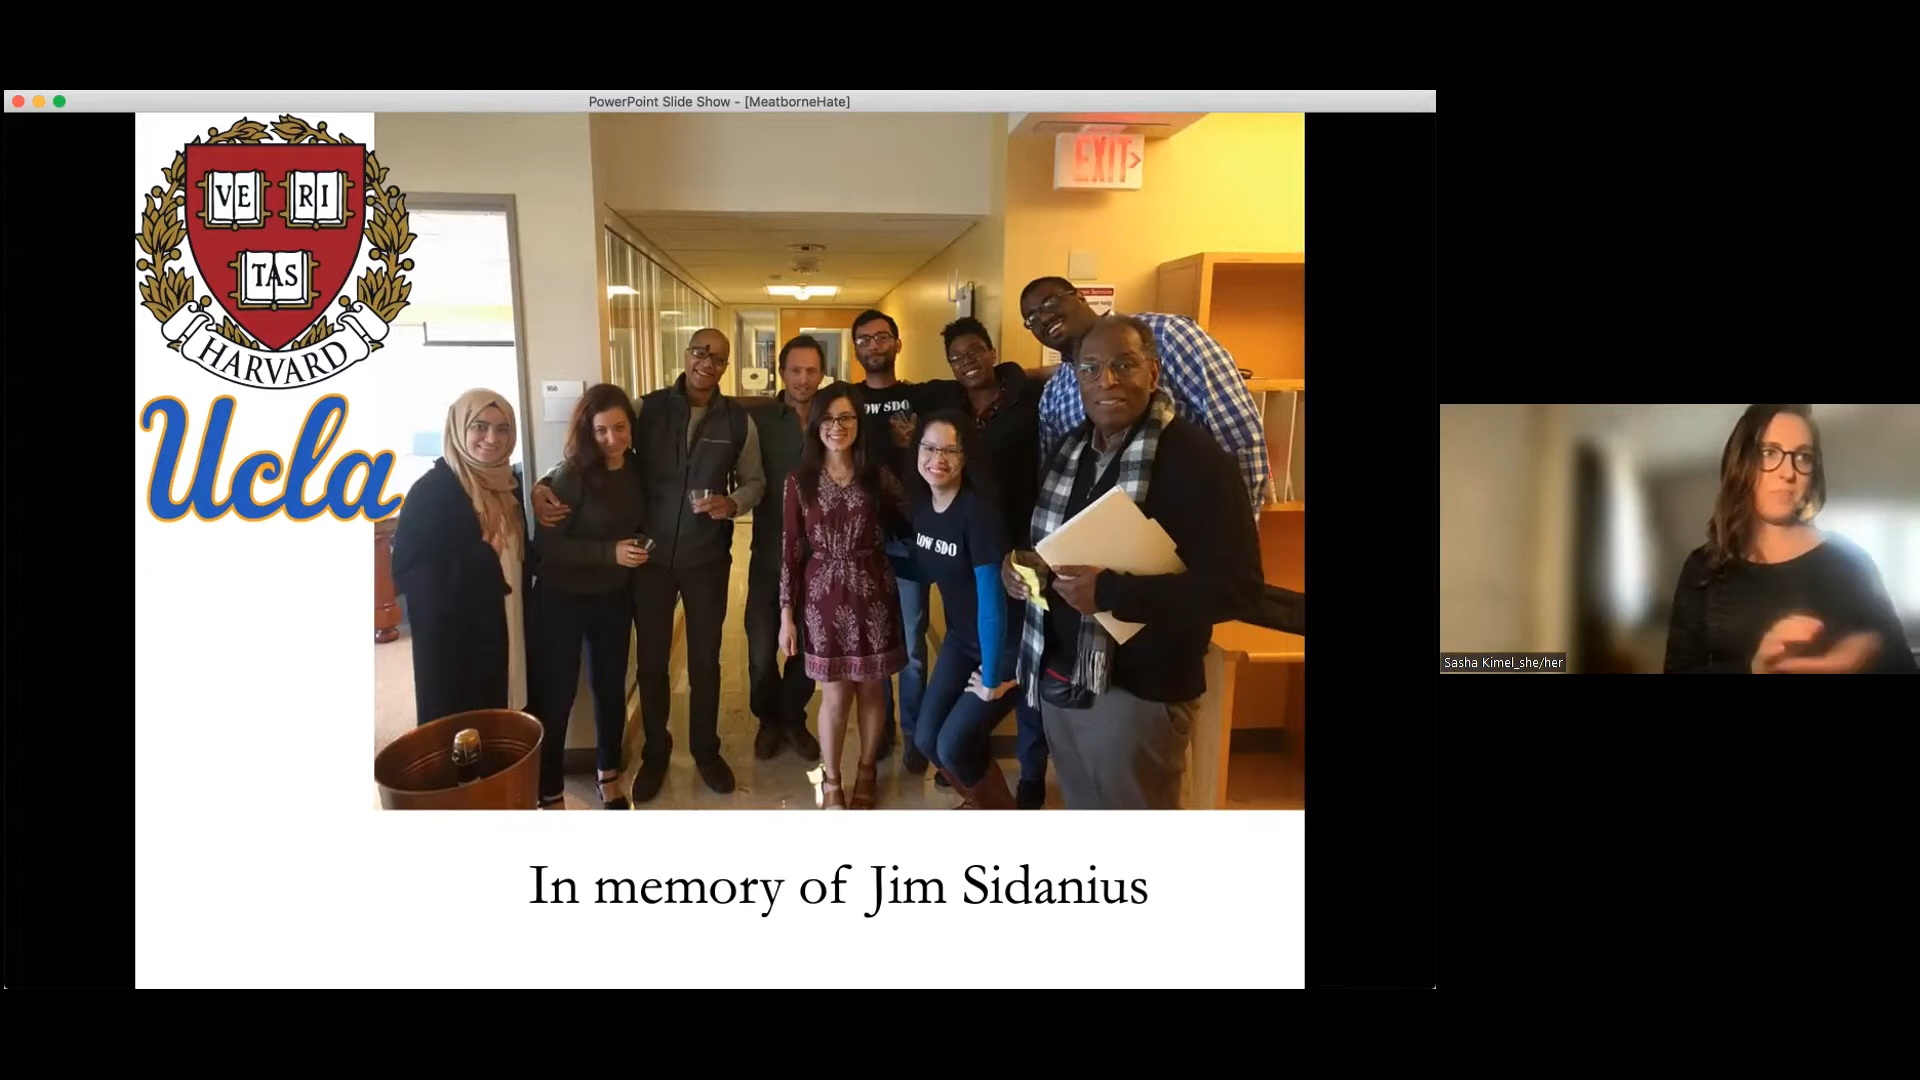 PowerPoint Slide Show - [MeatborneHate]
VE RI
TAS
HARVARD
Ucla
EXIT
950
LOW SDO
LOW SDO
Sasha Kimel_she/her
In memory of Jim Sidanius